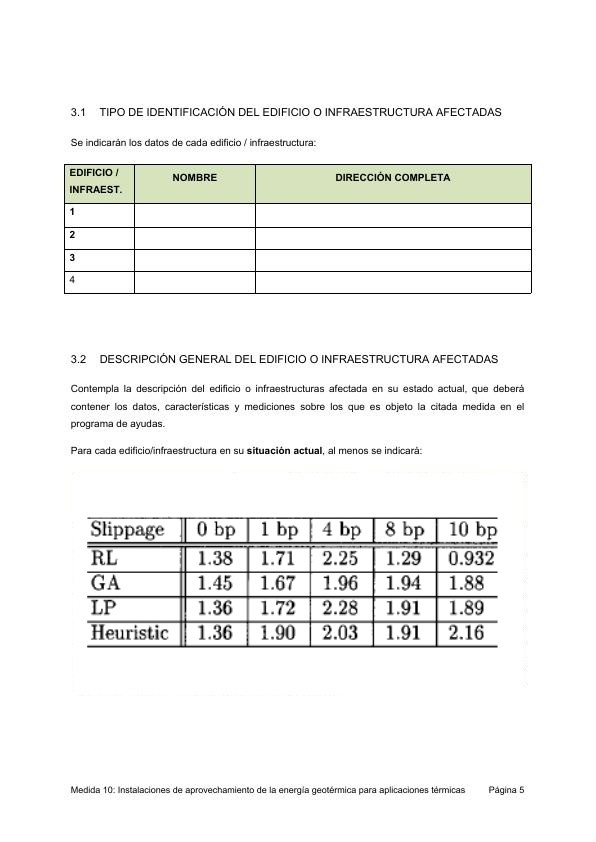 3.1 TIPO DE IDENTIFICACIÓN DEL EDIFICIO O INFRAESTRUCTURA AFECTADAS
Se indicarán los datos de cada edificio / infraestructura:
EDIFICIO / INFRAEST. NOMBRE DIRECCIÓN COMPLETA
1
2
3
4
3.2 DESCRIPCIÓN GENERAL DEL EDIFICIO O INFRAESTRUCTURA AFECTADAS
Contempla la descripción del edificio o infraestructuras afectada en su estado actual, que deberá
contener los datos, características y mediciones sobre los que es objeto la citada medida en el
programa de ayudas.
Para cada edificio/infraestructura en su situación actual, al menos se indicará:
Slippage 0 bp 1 bp 4 bp 8 bp 10 bp
RL 1.38 1.71 2.25 1.29 0.932
GA 1.45 1.67 1.96 1.94 1.88
LP 1.36 1.72 2.28 1.91 1.89
Heuristic 1.36 1.90 2.03 1.91 2.16
Medida 10: Instalaciones de aprovechamiento de la energía geotérmica para aplicaciones térmicas Página 5